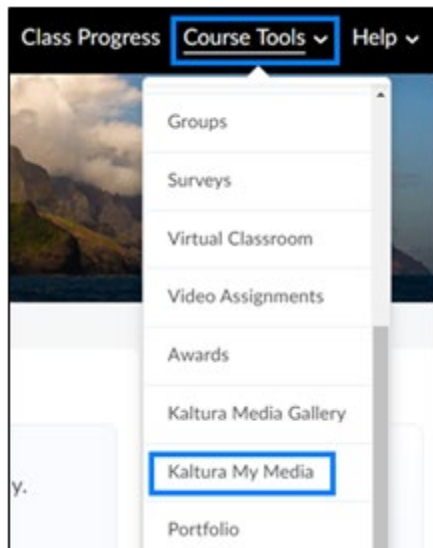 Class Progress Course Tools Help
Groups
Surveys
Virtual Classroom
Video Assignments
Awards
Kaltura Media Gallery
Kaltura My Media
y.
Portfolio